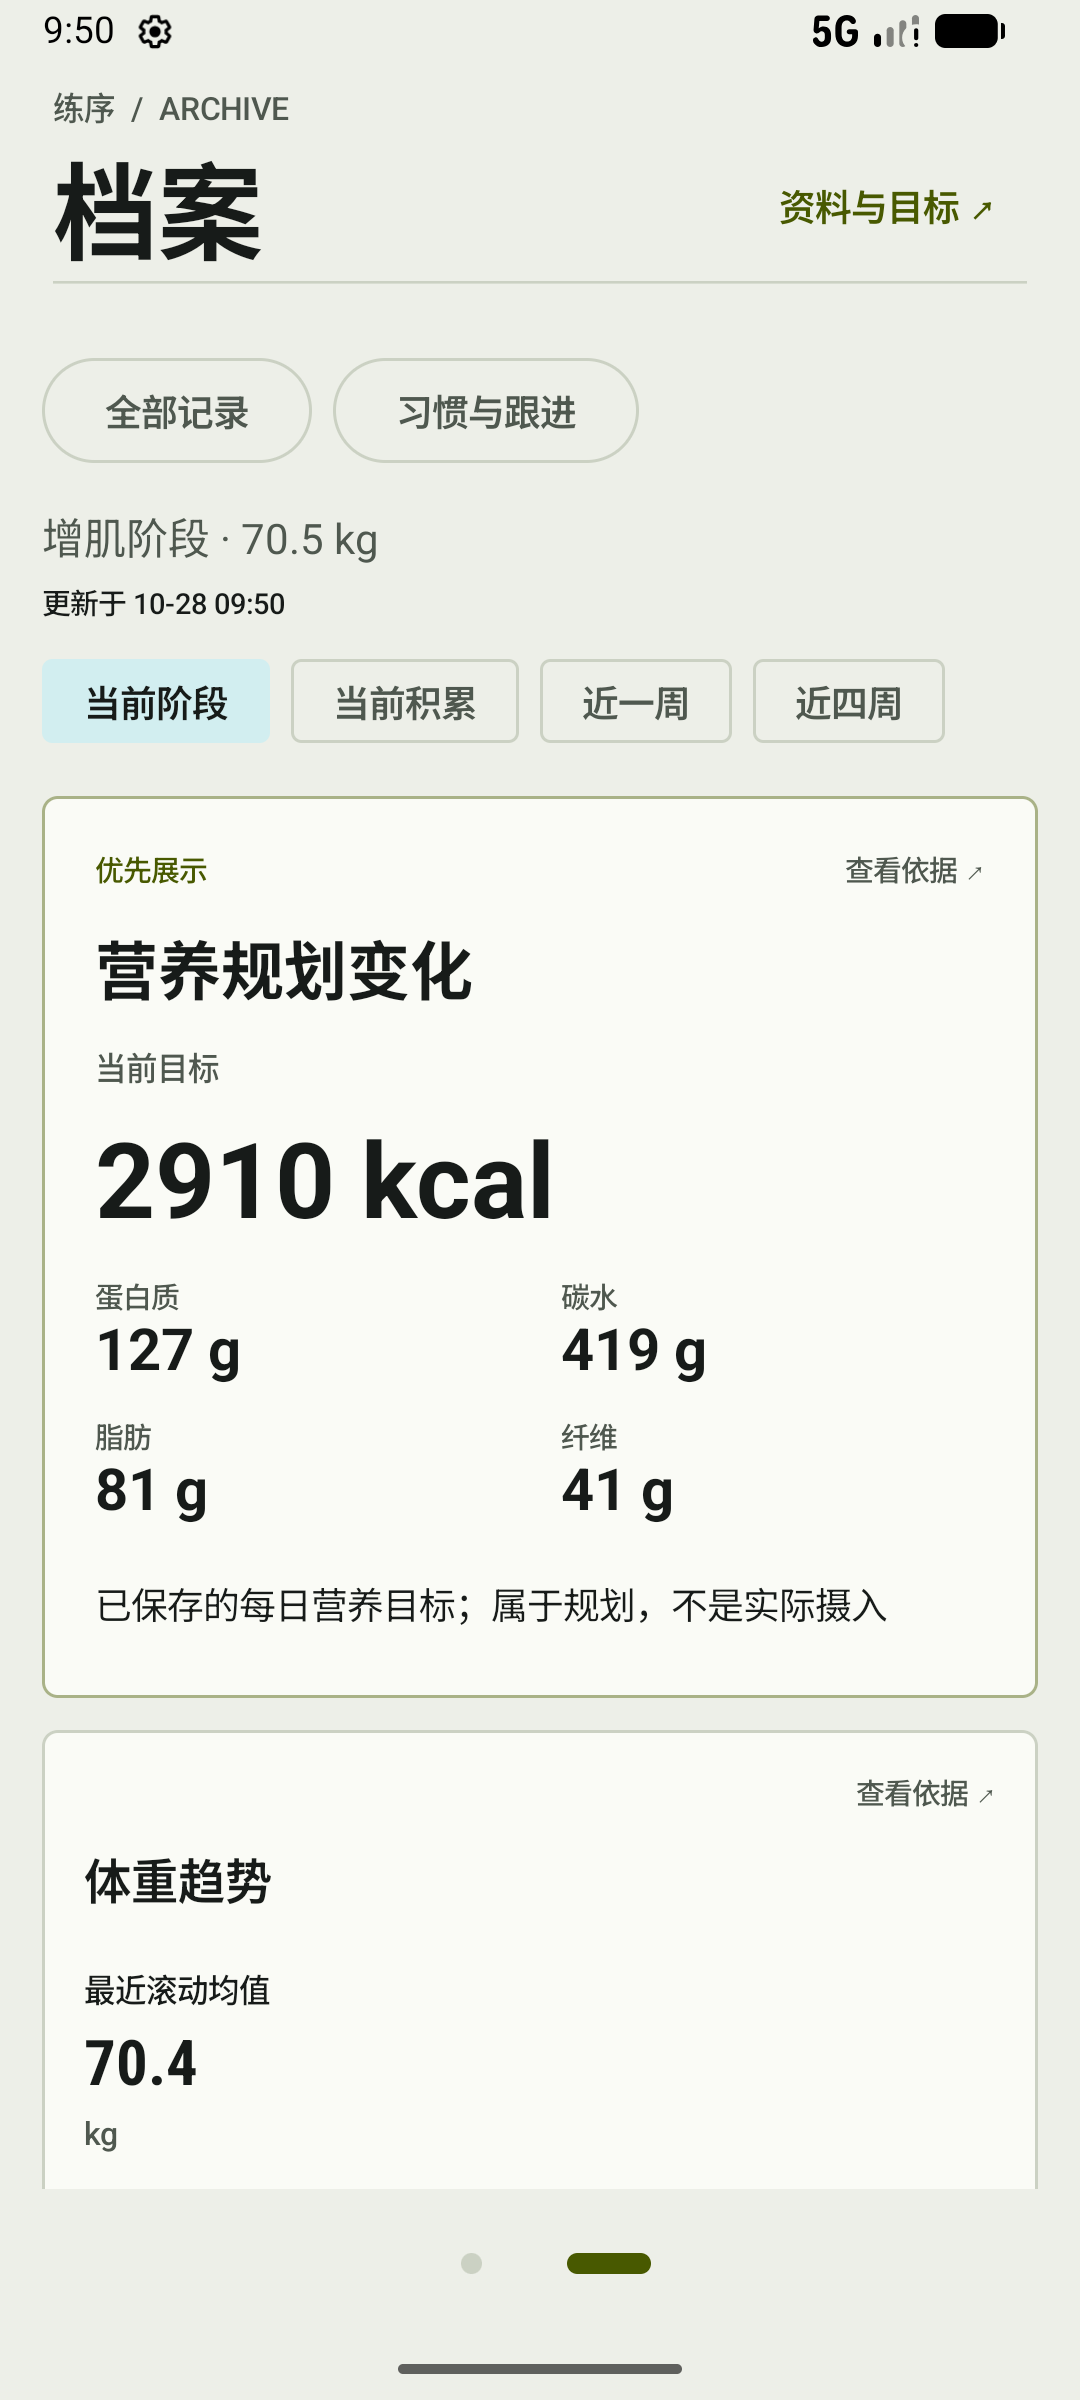 9:50
5G
练序 / ARCHIVE
档案
资料与目标 ↗
全部记录
习惯与跟进
增肌阶段 · 70.5 kg
更新于 10-28 09:50
当前阶段
当前积累
近一周
近四周
优先展示
查看依据 ↗
营养规划变化
当前目标
2910 kcal
蛋白质
碳水
127 g
419 g
脂肪
纤维
81 g
41 g
已保存的每日营养目标；属于规划，不是实际摄入
查看依据 ↗
体重趋势
最近滚动均值
70.4
kg